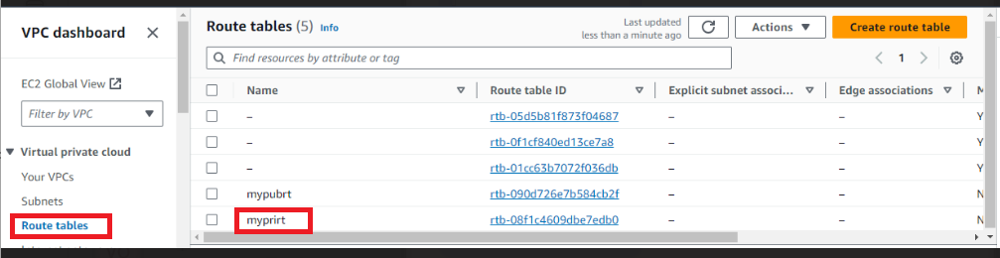 VPC dashboard
EC2 Global View
Filter by VPC
Virtual private cloud
Your VPCs
Subnets
Route tables
Route tables (5) Info
Last updated
less than a minute ago
Actions
Create route table
Find resources by attribute or tag
1
Name Route table ID Explicit subnet associ... Edge associations M
– rtb-05d5b81f873f04687 – – Y
– rtb-0f1cf840ed13ce7a8 – – Y
– rtb-01cc63b7072f036db – – Y
mypubrt rtb-090d726e7b584cb2f – – N
myprirt rtb-08f1c4609dbe7edb0 – – N